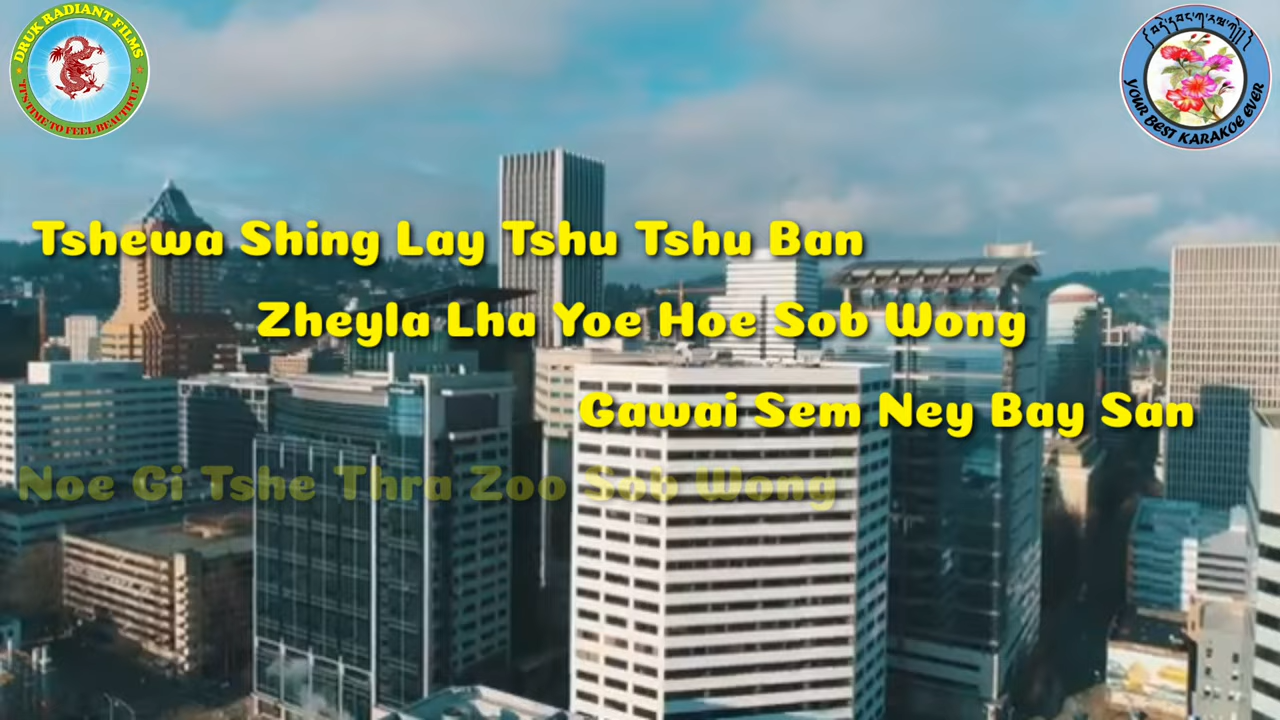 DRUK RADIANT FILMS
"IT'S TIME TO FEEL BEAUTIFUL"
YOUR BEST KARAKOE EVER
Tshewa Shing Lay Tshu Tshu Ban
Zheyla Lha Yoe Hoe Sob Wong
Gawai Sem Ney Bay San
Noe Gi Tshe Thra Zoo Sob Wong